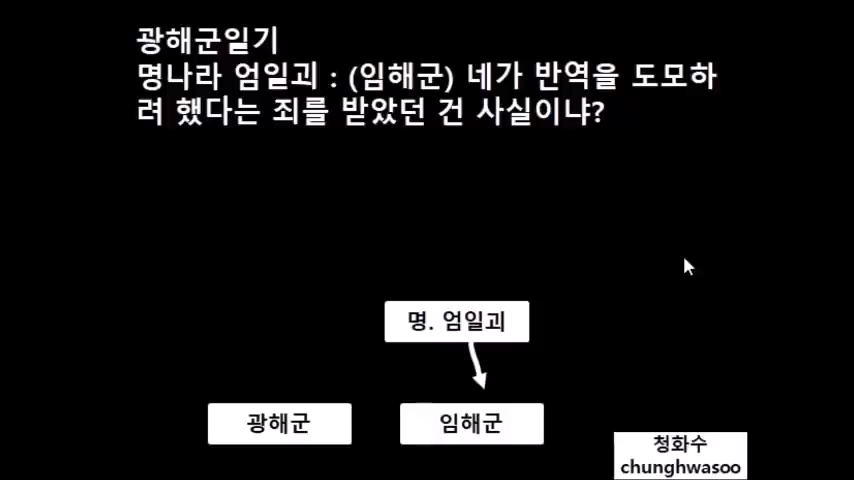 광해군일기
명나라 엄일괴 : (임해군) 네가 반역을 도모하
려 했다는 죄를 받았던 건 사실이냐?
명. 엄일괴
광해군
임해군
청화수
chunghwasoo